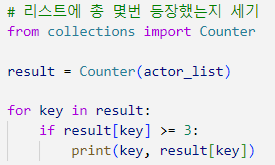 # 리스트에 총 몇번 등장했는지 세기
from collections import Counter
result = Counter(actor_list)
for key in result:
if result[key] >= 3:
print(key, result[key])